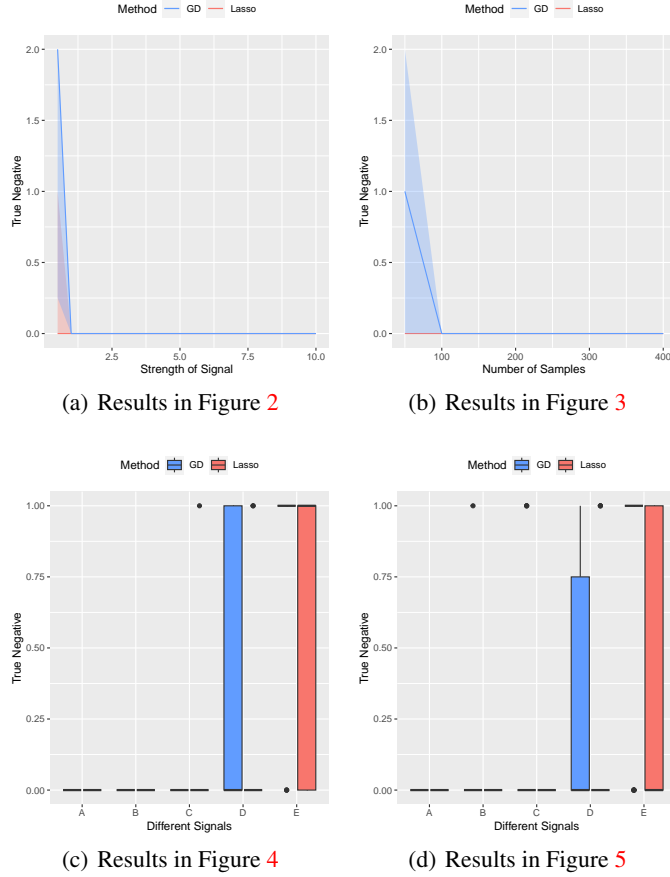 Method GD Lasso
2.0
1.5
1.0
0.5
0.0
True Negative
2.5 5.0 7.5 10.0
Strength of Signal
(a) Results in Figure 2
Method GD Lasso
2.0
1.5
1.0
0.5
0.0
True Negative
100 200 300 400
Number of Samples
(b) Results in Figure 3
Method GD Lasso
1.00
0.75
0.50
0.25
0.00
True Negative
A B C D E
Different Signals
(c) Results in Figure 4
Method GD Lasso
1.00
0.75
0.50
0.25
0.00
True Negative
A B C D E
Different Signals
(d) Results in Figure 5